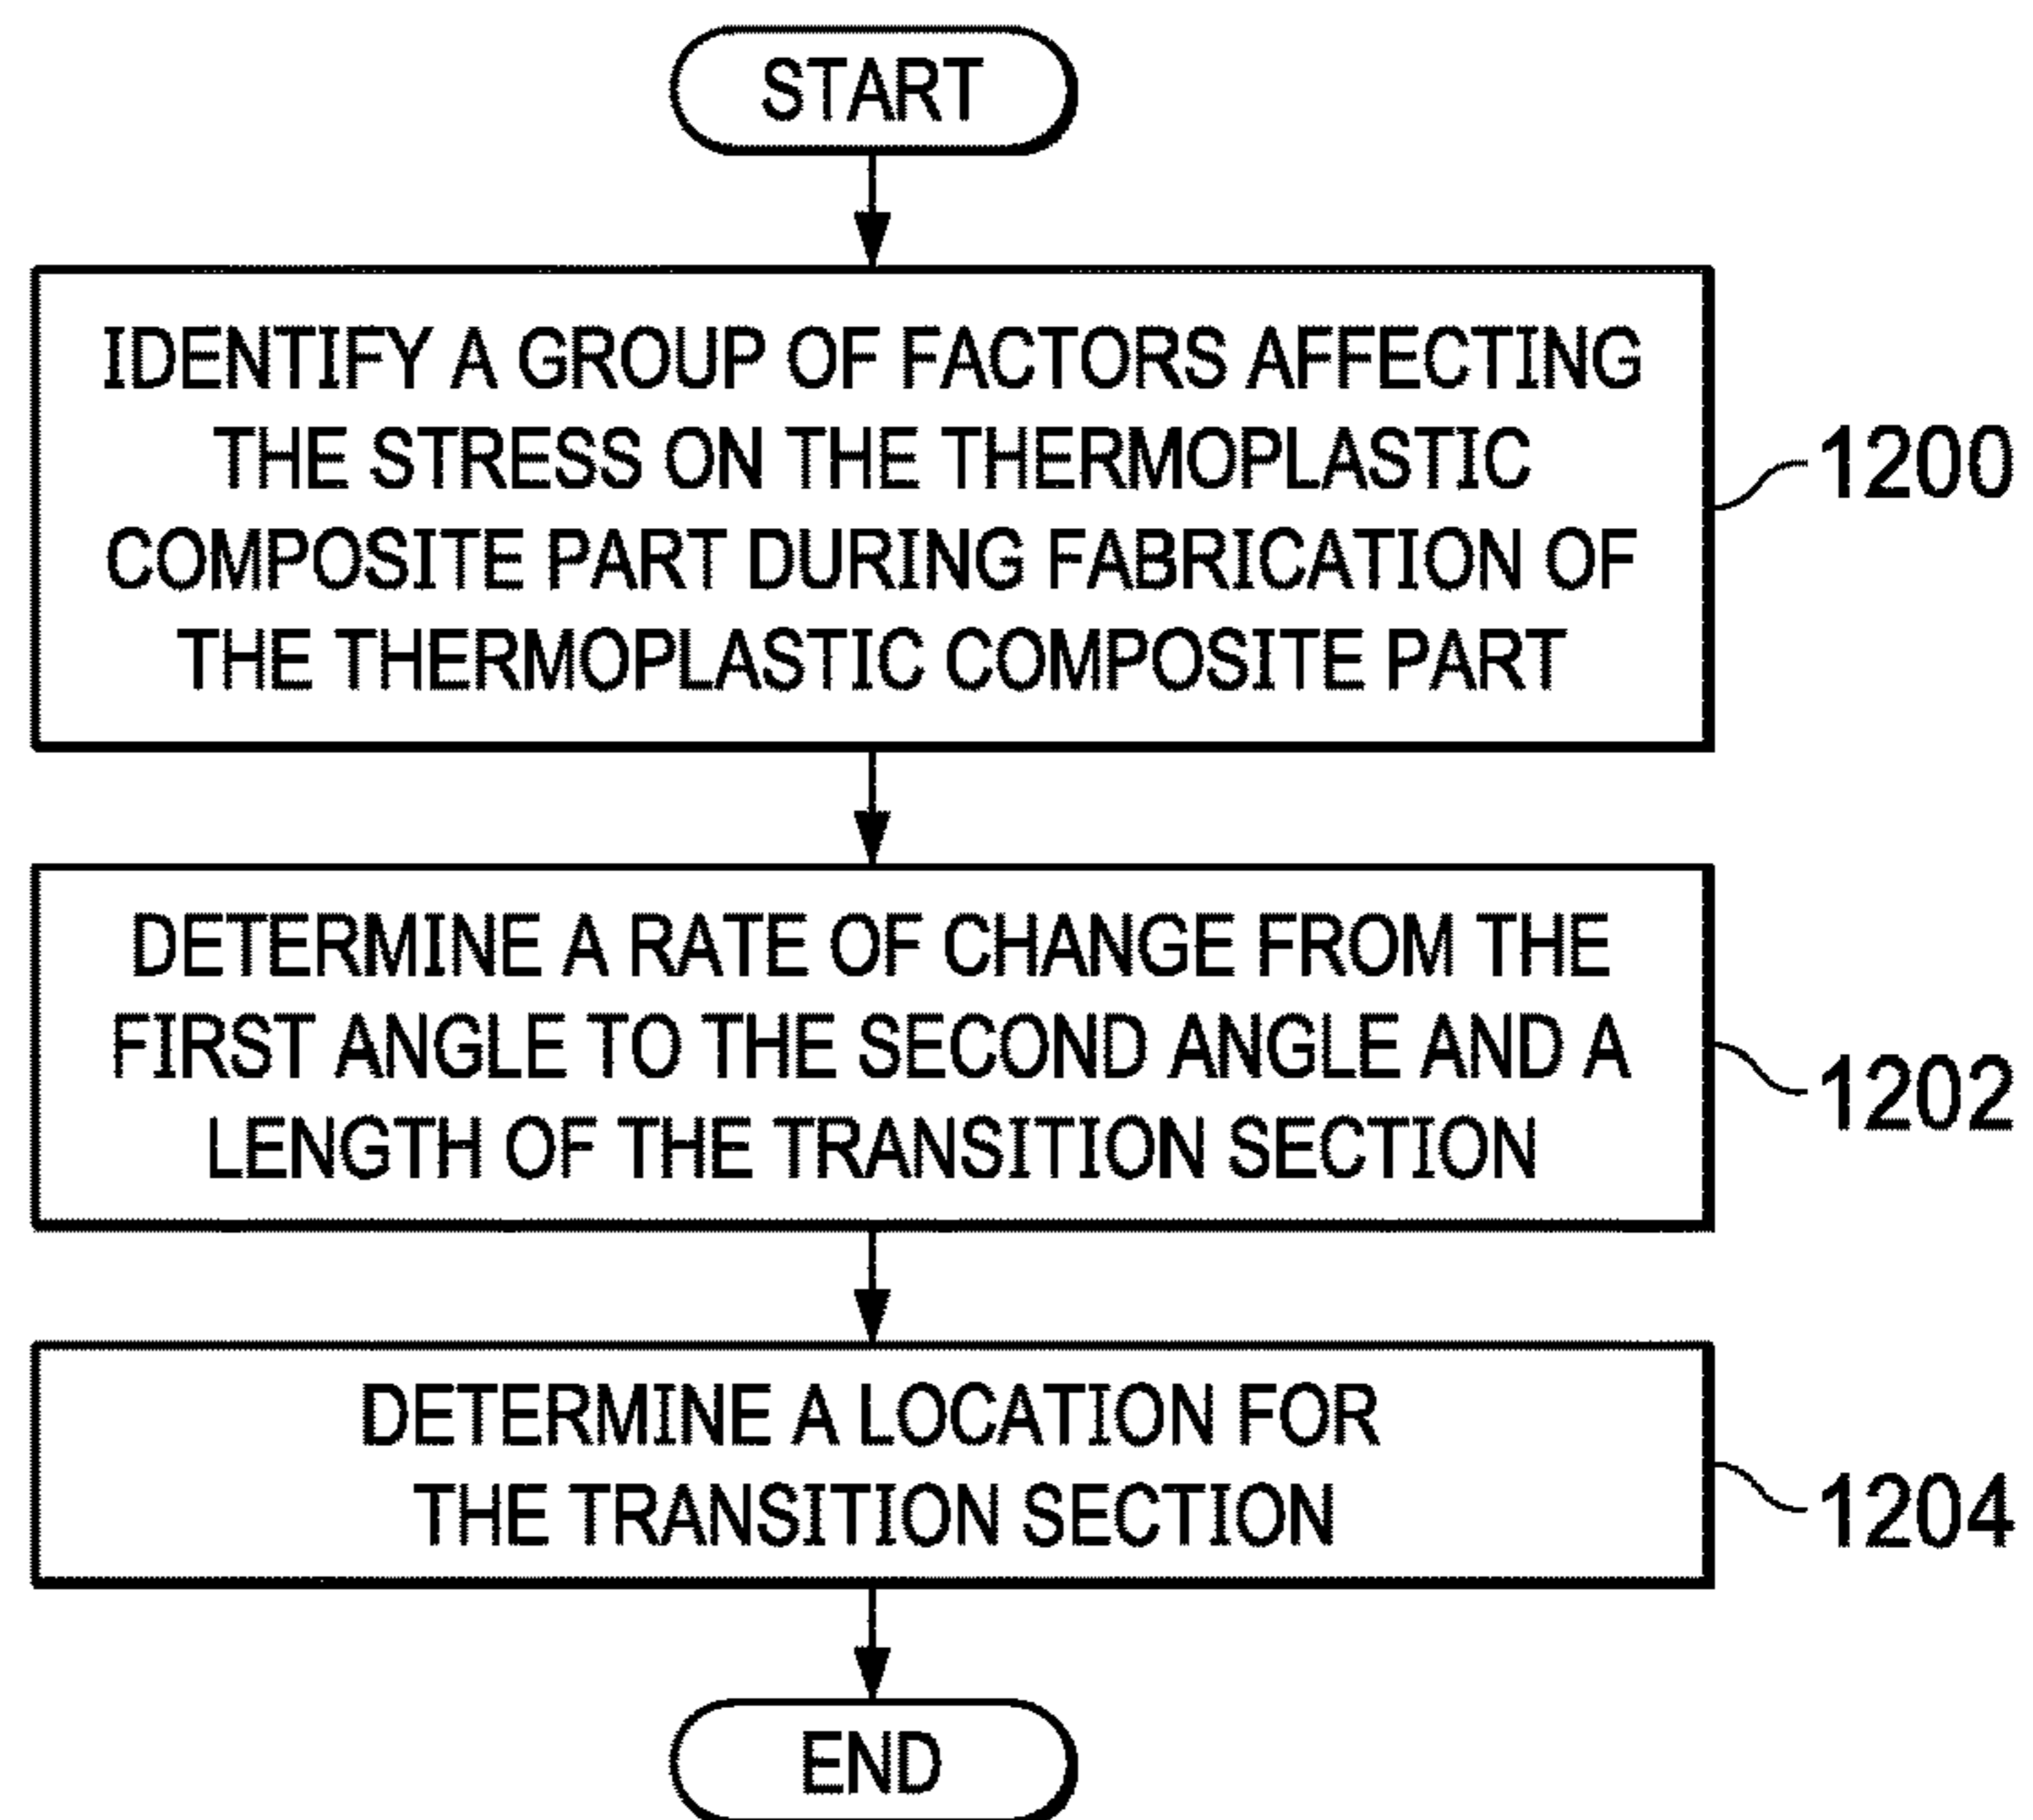 START
IDENTIFY A GROUP OF FACTORS AFFECTING
THE STRESS ON THE THERMOPLASTIC
COMPOSITE PART DURING FABRICATION OF
THE THERMOPLASTIC COMPOSITE PART
1200
DETERMINE A RATE OF CHANGE FROM THE
FIRST ANGLE TO THE SECOND ANGLE AND A
LENGTH OF THE TRANSITION SECTION
1202
DETERMINE A LOCATION FOR
THE TRANSITION SECTION
1204
END